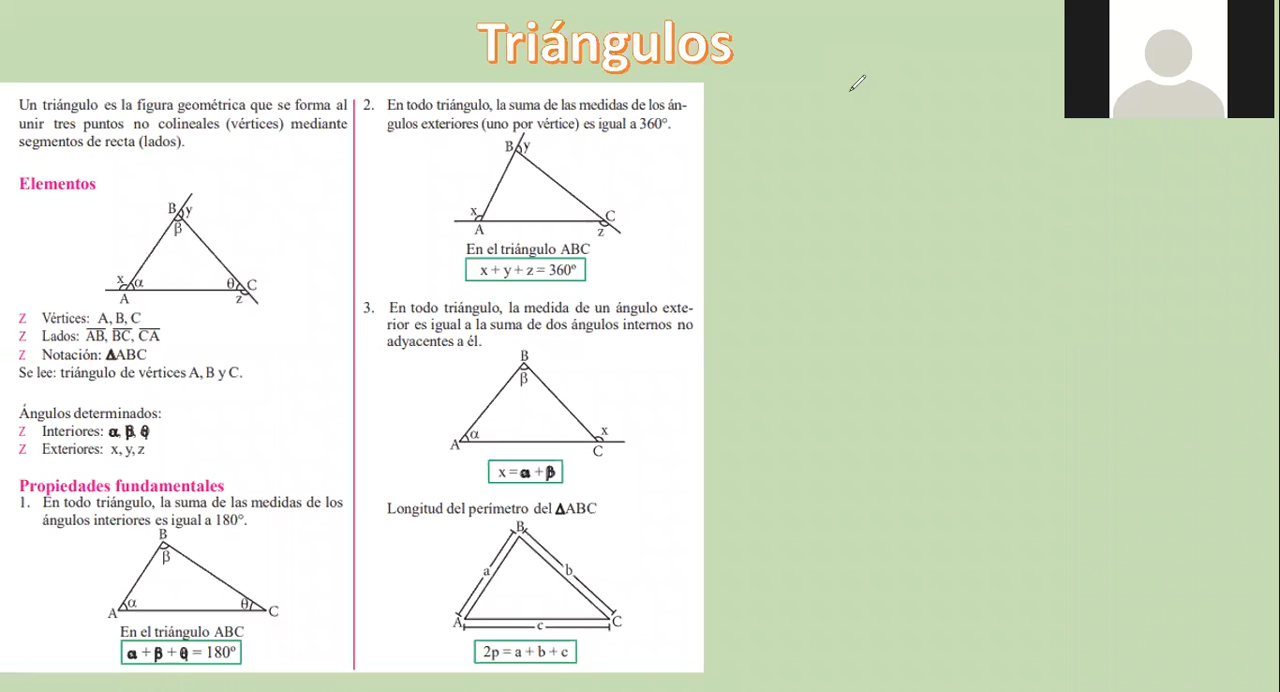 Triángulos
Un triángulo es la figura geométrica que se forma al
unir tres puntos no colineales (vértices) mediante
segmentos de recta (lados).
Elementos
B y
β
x α
θ C
A
z
Z Vértices: A, B, C
Z Lados: A̅B̅, B̅C̅, C̅A̅
Z Notación: ΔABC
Se lee: triángulo de vértices A, B y C.
Ángulos determinados:
Z Interiores: α, β, θ
Z Exteriores: x, y, z
Propiedades fundamentales
1. En todo triángulo, la suma de las medidas de los
ángulos interiores es igual a 180°.
B
β
A α
θ C
En el triángulo ABC
α + β + θ = 180°
2. En todo triángulo, la suma de las medidas de los án-
gulos exteriores (uno por vértice) es igual a 360°.
B y
x
C
A
z
En el triángulo ABC
x + y + z = 360°
3. En todo triángulo, la medida de un ángulo exte-
rior es igual a la suma de dos ángulos internos no
adyacentes a él.
B
β
A α
x
C
x = α + β
Longitud del perímetro del ΔABC
B
a
b
A
c
C
2p = a + b + c